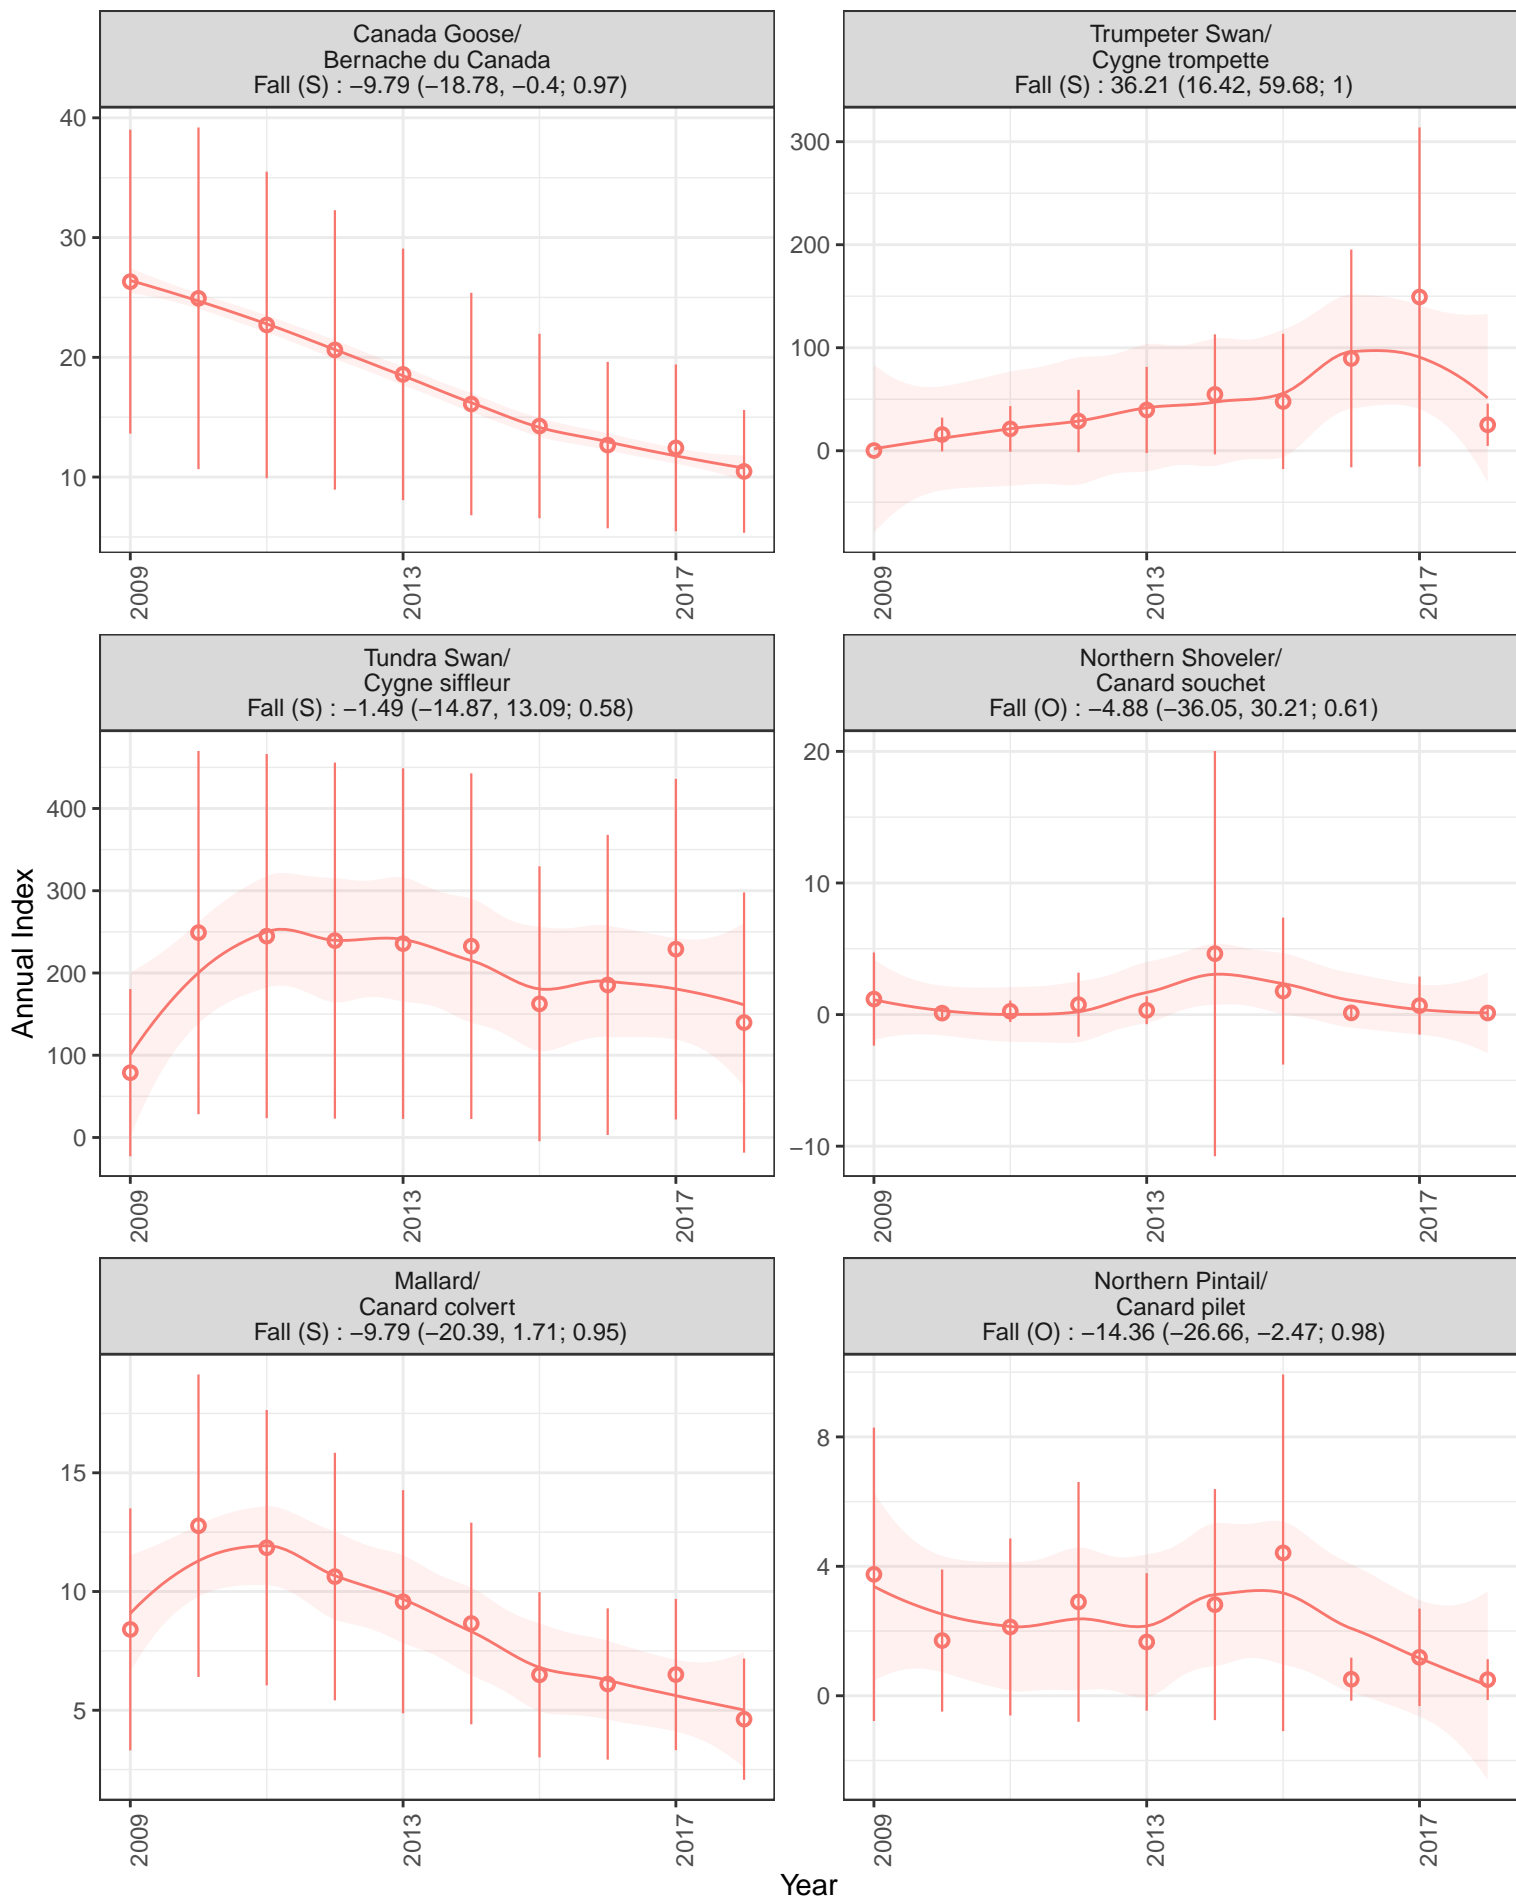 Canada Goose/
Bernache du Canada
Fall (S) : −9.79 (−18.78, −0.4; 0.97)
40
30
20
10
2009
2013
2017
Trumpeter Swan/
Cygne trompette
Fall (S) : 36.21 (16.42, 59.68; 1)
300
200
100
0
2009
2013
2017
Tundra Swan/
Cygne siffleur
Fall (S) : −1.49 (−14.87, 13.09; 0.58)
400
300
200
100
0
2009
2013
2017
Northern Shoveler/
Canard souchet
Fall (O) : −4.88 (−36.05, 30.21; 0.61)
20
10
0
−10
2009
2013
2017
Mallard/
Canard colvert
Fall (S) : −9.79 (−20.39, 1.71; 0.95)
15
10
5
2009
2013
2017
Northern Pintail/
Canard pilet
Fall (O) : −14.36 (−26.66, −2.47; 0.98)
8
4
0
2009
2013
2017
Annual Index
Year